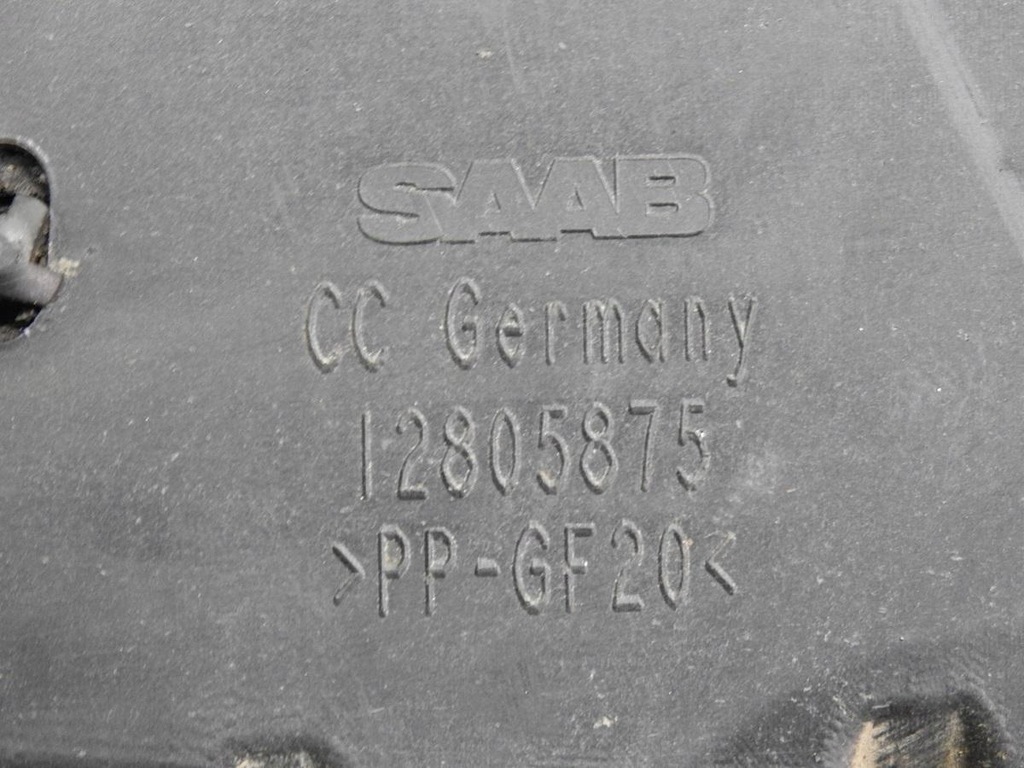 SAAB
CC Germany
12805875
>PP-GF20<